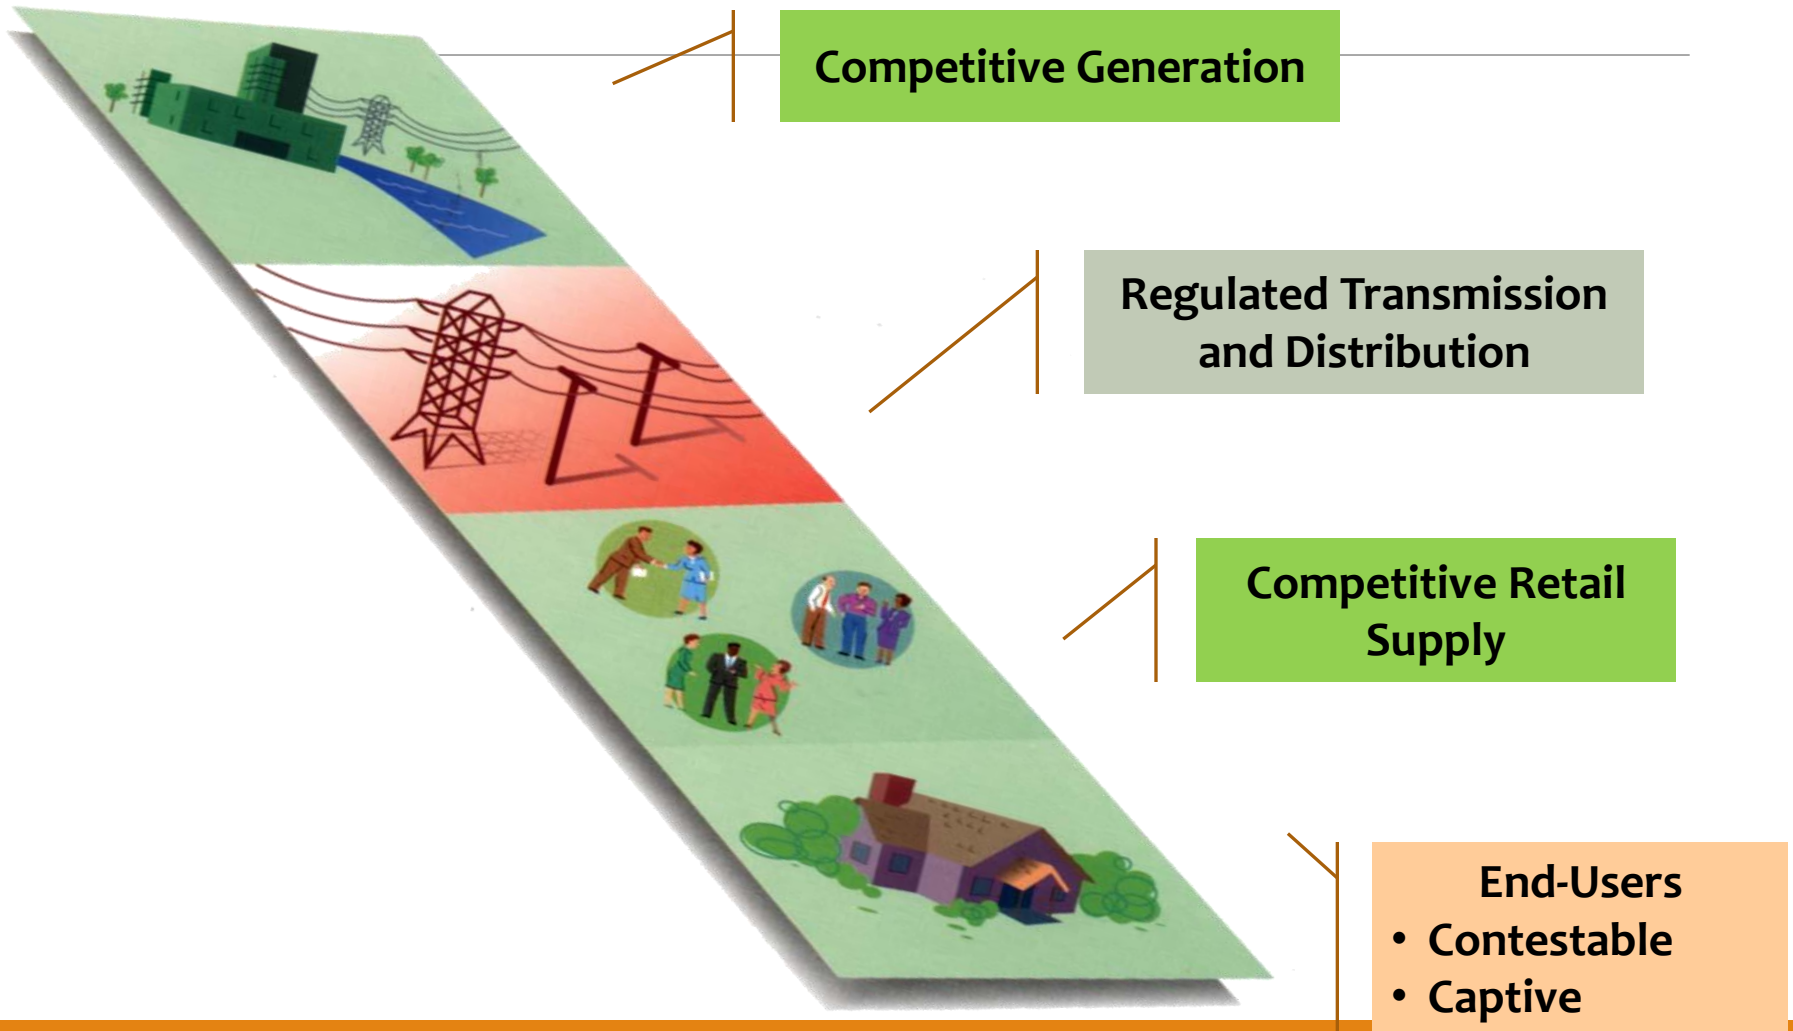 Competitive Generation
Regulated Transmission
and Distribution
Competitive Retail
Supply
End-Users
• Contestable
• Captive